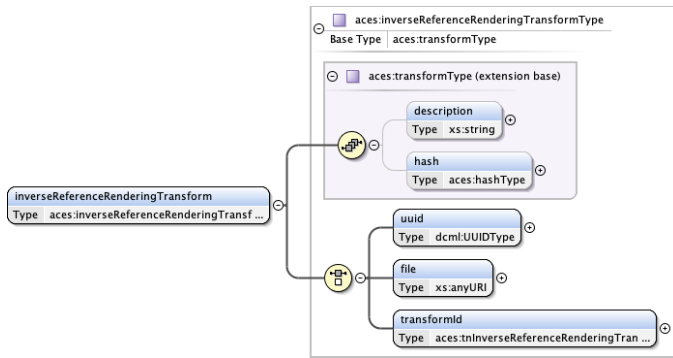 aces:inverseReferenceRenderingTransformType
Base Type aces:transformType
aces:transformType (extension base)
description
Type xs:string
hash
Type aces:hashType
inverseReferenceRenderingTransform
Type aces:inverseReferenceRenderingTransf ...
uuid
Type dcml:UUIDType
file
Type xs:anyURI
transformId
Type aces:tnInverseReferenceRenderingTran ...